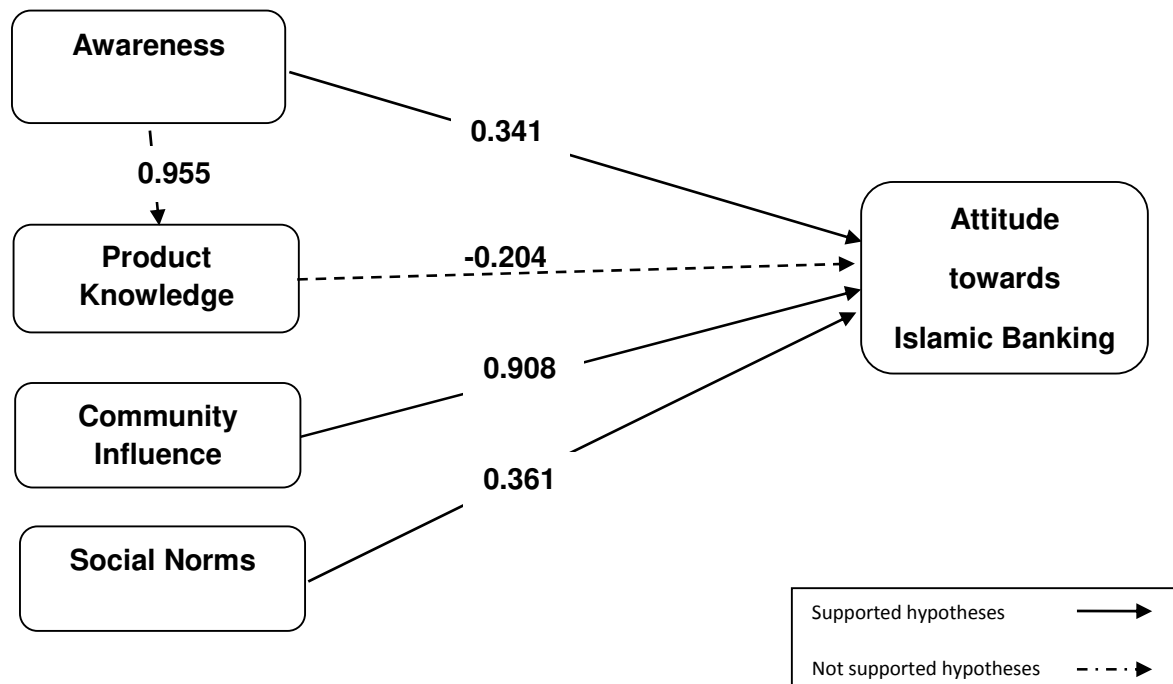 Awareness
0.341
0.955
Product
Knowledge
-0.204
Attitude
towards
Islamic Banking
Community
Influence
0.908
0.361
Social Norms
Supported hypotheses
Not supported hypotheses